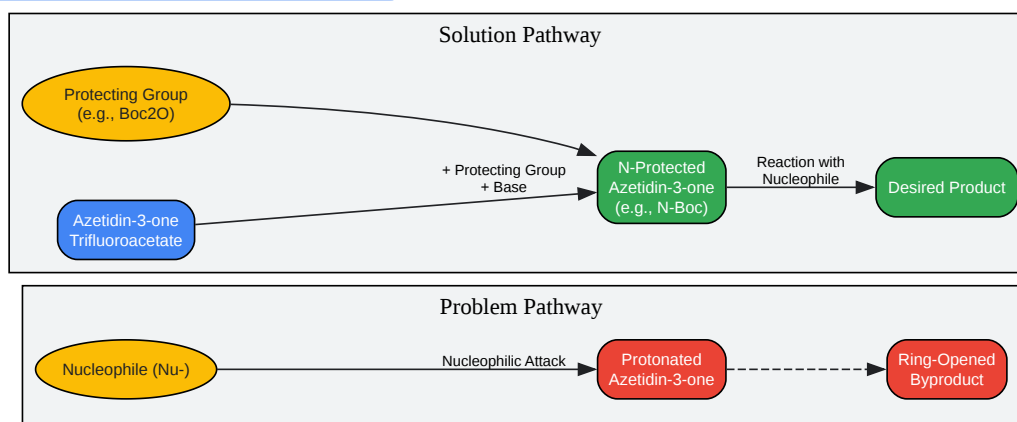 Solution Pathway
Protecting Group
(e.g., Boc2O)
+ Protecting Group
+ Base
Azetidin-3-one
Trifluoroacetate
N-Protected
Azetidin-3-one
(e.g., N-Boc)
Reaction with
Nucleophile
Desired Product
Problem Pathway
Nucleophile (Nu-)
Nucleophilic Attack
Protonated
Azetidin-3-one
Ring-Opened
Byproduct